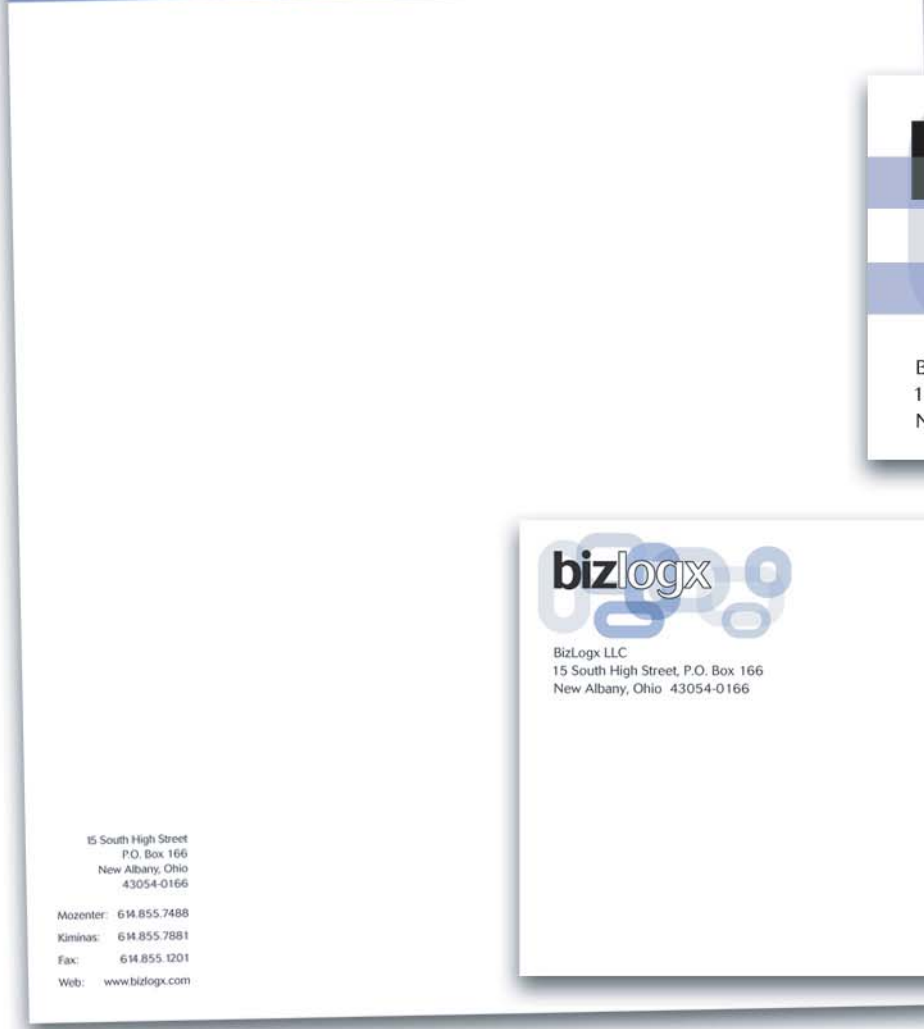 bizlogx
BizLogx LLC
15 South High Street, P.O. Box 166
New Albany, Ohio 43054-0166
15 South High Street
P.O. Box 166
New Albany, Ohio
43054-0166
Mozenter: 614.855.7488
Kiminas: 614.855.7881
Fax: 614.855.1201
Web: www.bizlogx.com